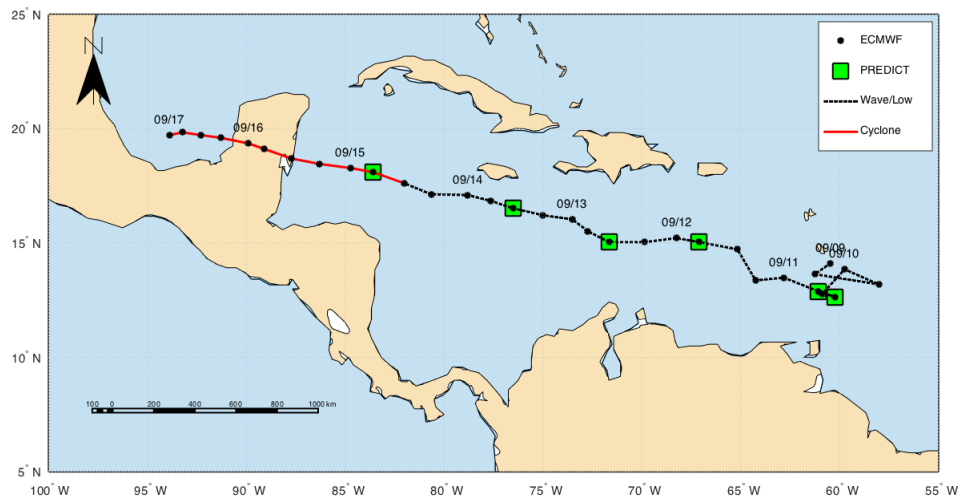 25° N
20° N
15° N
10° N
5° N
N
ECMWF
PREDICT
Wave/Low
Cyclone
09/17
09/16
09/15
09/14
09/13
09/12
09/11
09/09
09/10
100 0 200 400 600 800 1000 km
100° W 95° W 90° W 85° W 80° W 75° W 70° W 65° W 60° W 55° W